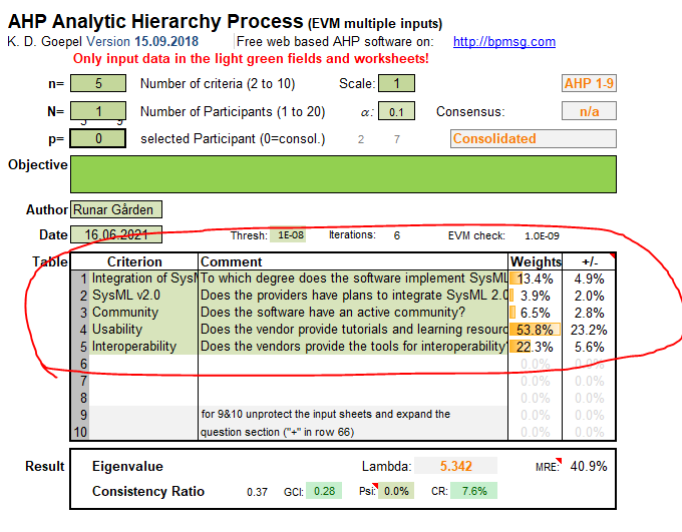 AHP Analytic Hierarchy Process (EVM multiple inputs)
K. D. Goepel Version 15.09.2018 Free web based AHP software on: http://bpmsg.com
Only input data in the light green fields and worksheets!
n= 5 Number of criteria (2 to 10) Scale: 1 AHP 1-9
N= 1 Number of Participants (1 to 20) α: 0.1 Consensus: n/a
p= 0 selected Participant (0=consol.) 2 7 Consolidated
Objective
Author Runar Gården
Date 16.06.2021 Thresh: 1E-08 Iterations: 6 EVM check: 1.0E-09
Table Criterion Comment Weights +/-
1 Integration of SysM To which degree does the software implement SysML 13.4% 4.9%
2 SysML v2.0 Does the providers have plans to integrate SysML 2.0 3.9% 2.0%
3 Community Does the software have an active community? 6.5% 2.8%
4 Usability Does the vendor provide tutorials and learning resourc 53.8% 23.2%
5 Interoperability Does the vendors provide the tools for interoperability 22.3% 5.6%
6 0.0% 0.0%
7 0.0% 0.0%
8 0.0% 0.0%
9 for 9&10 unprotect the input sheets and expand the 0.0% 0.0%
10 question section ("+" in row 66) 0.0% 0.0%
Result Eigenvalue Lambda: 5.342 MRE: 40.9%
Consistency Ratio 0.37 GCI: 0.28 Psi: 0.0% CR: 7.6%